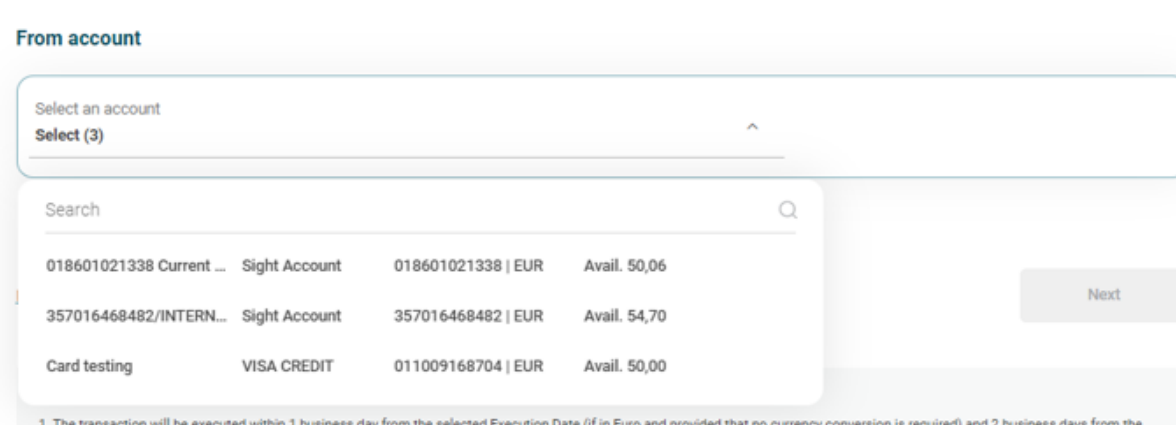 From account
Select an account
Select (3)
Search
018601021338 Current ... Sight Account 018601021338 | EUR Avail. 50,06
Next
357016468482/INTERN... Sight Account 357016468482 | EUR Avail. 54,70
Card testing VISA CREDIT 011009168704 | EUR Avail. 50,00
1. The transaction will be executed within 1 business day from the selected Execution Date (if in Euro and provided that no currency conversion is required) and 2 business days from the